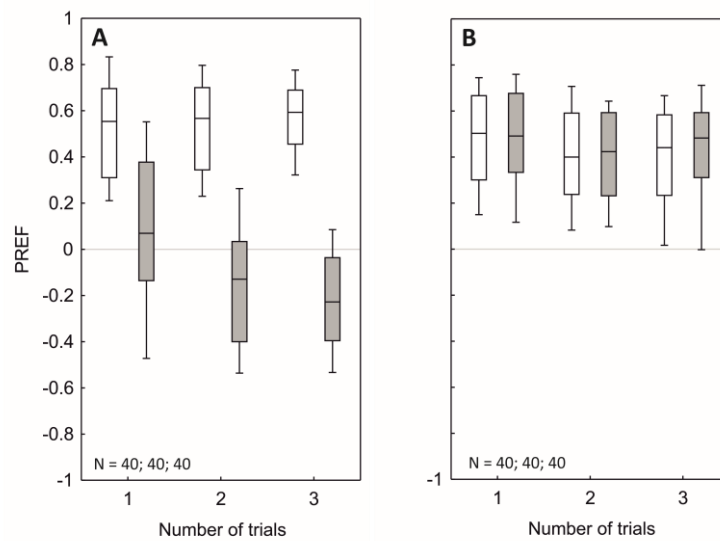 A
PREF
1
0.8
0.6
0.4
0.2
0
-0.2
-0.4
-0.6
-0.8
-1
N = 40; 40; 40
1 2 3
Number of trials
B
-1
N = 40; 40; 40
1 2 3
Number of trials